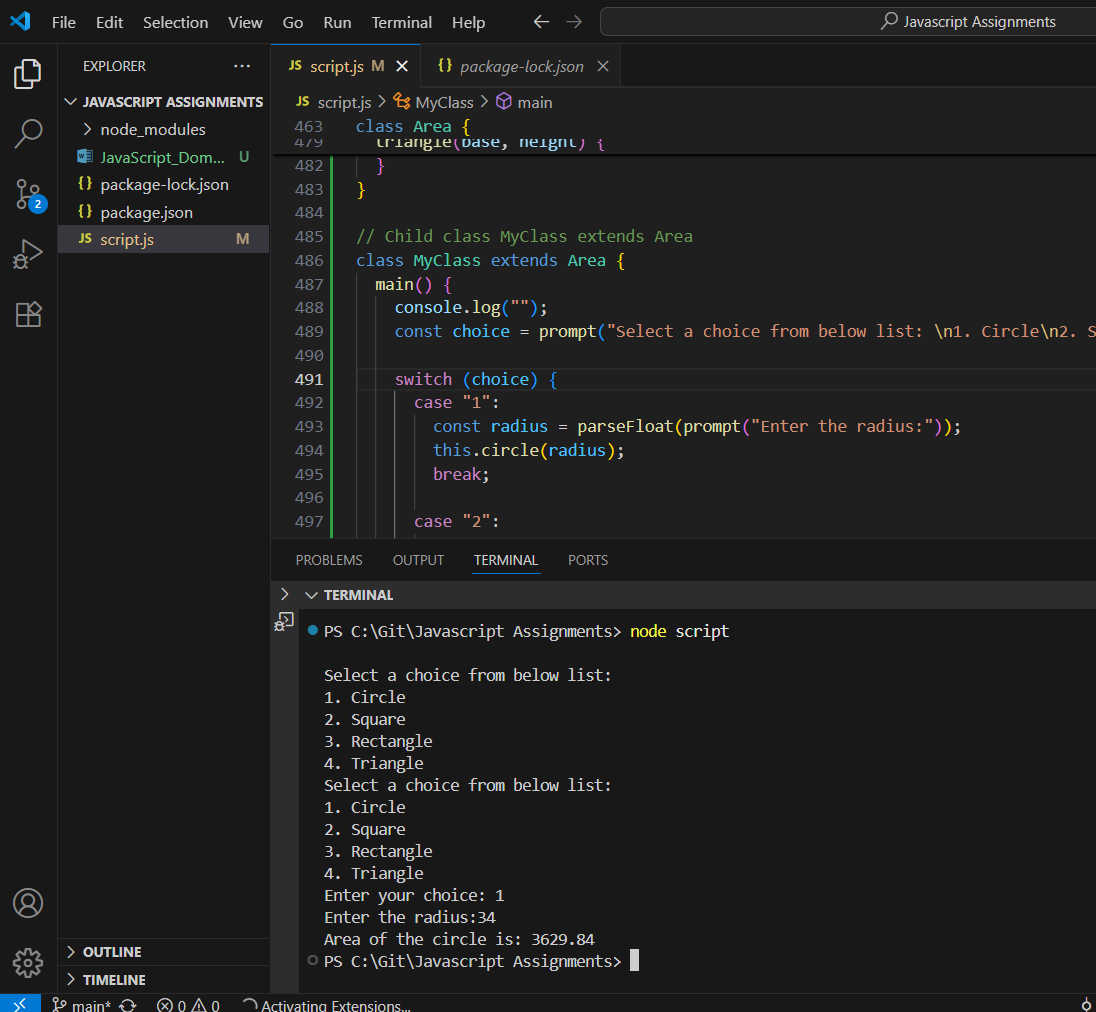 File Edit Selection View Go Run Terminal Help
Javascript Assignments
EXPLORER
JAVASCRIPT ASSIGNMENTS
node_modules
JavaScript_Dom... U
package-lock.json
package.json
script.js M
2
OUTLINE
TIMELINE
JS script.js M
{} package-lock.json
JS script.js > MyClass > main
463 class Area {
479 triangle(base, height) {
482 }
483 }
484
485 // Child class MyClass extends Area
486 class MyClass extends Area {
487 main() {
488 console.log("");
489 const choice = prompt("Select a choice from below list: \n1. Circle\n2. S
490
491 switch (choice) {
492 case "1":
493 const radius = parseFloat(prompt("Enter the radius:"));
494 this.circle(radius);
495 break;
496
497 case "2":
PROBLEMS OUTPUT TERMINAL PORTS
TERMINAL
PS C:\Git\Javascript Assignments> node script
Select a choice from below list:
1. Circle
2. Square
3. Rectangle
4. Triangle
Select a choice from below list:
1. Circle
2. Square
3. Rectangle
4. Triangle
Enter your choice: 1
Enter the radius:34
Area of the circle is: 3629.84
PS C:\Git\Javascript Assignments>
main* 0 0 Activating Extensions...